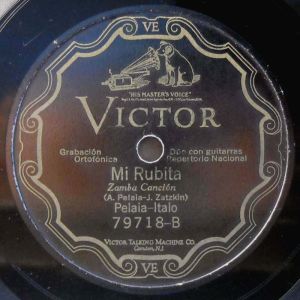 VE
"HIS MASTER'S VOICE"
VICTOR
Grabación Ortofónica
Dúo con guitarras Repertorio Nacional
Mi Rubita
Zamba Canción
(A. Pelaia-J. Zatzkin)
Pelaia-Italo
79718-B
VICTOR TALKING MACHINE CO.
Camden, N.J.
VE